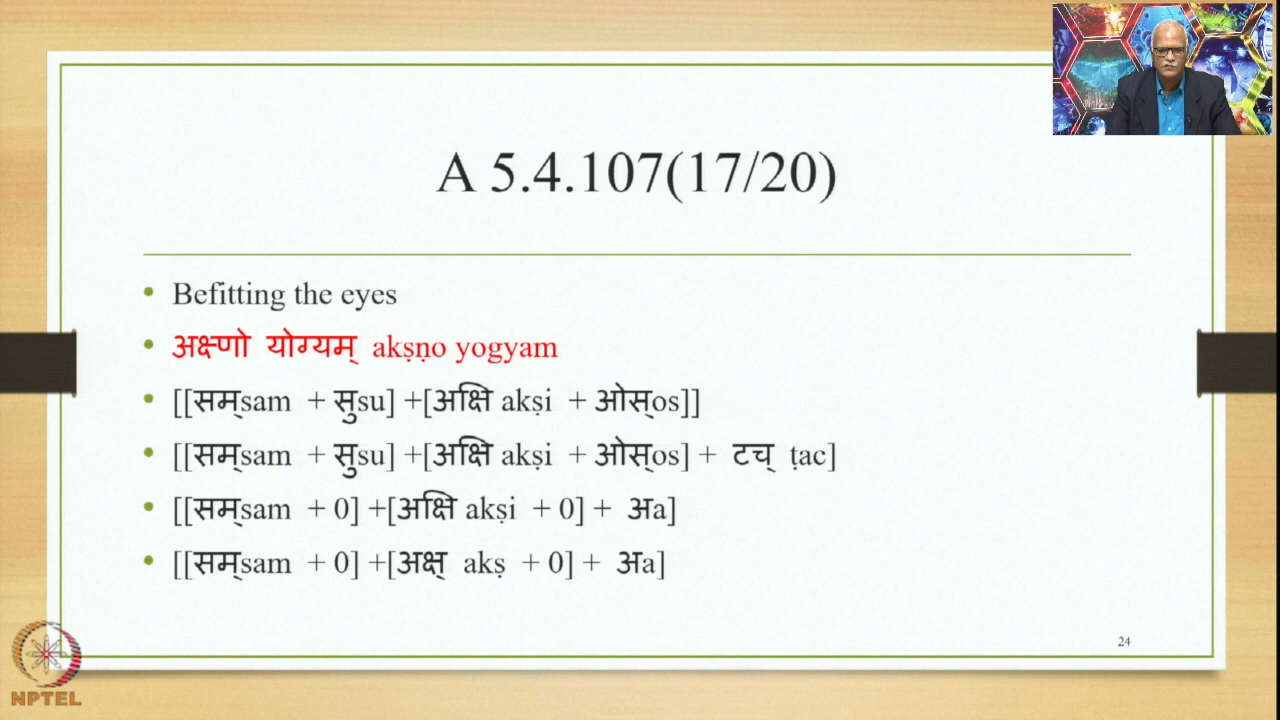 A 5.4.107(17/20)
• Befitting the eyes
• अक्ष्णो योग्यम् akṣṇo yogyam
• [[सम्sam + सुsu] +[अक्षि akṣi + ओस्os]]
• [[सम्sam + सुsu] +[अक्षि akṣi + ओस्os] + टच् ṭac]
• [[सम्sam + 0] +[अक्षि akṣi + 0] + अa]
• [[सम्sam + 0] +[अक्ष् akṣ + 0] + अa]
24
NPTEL